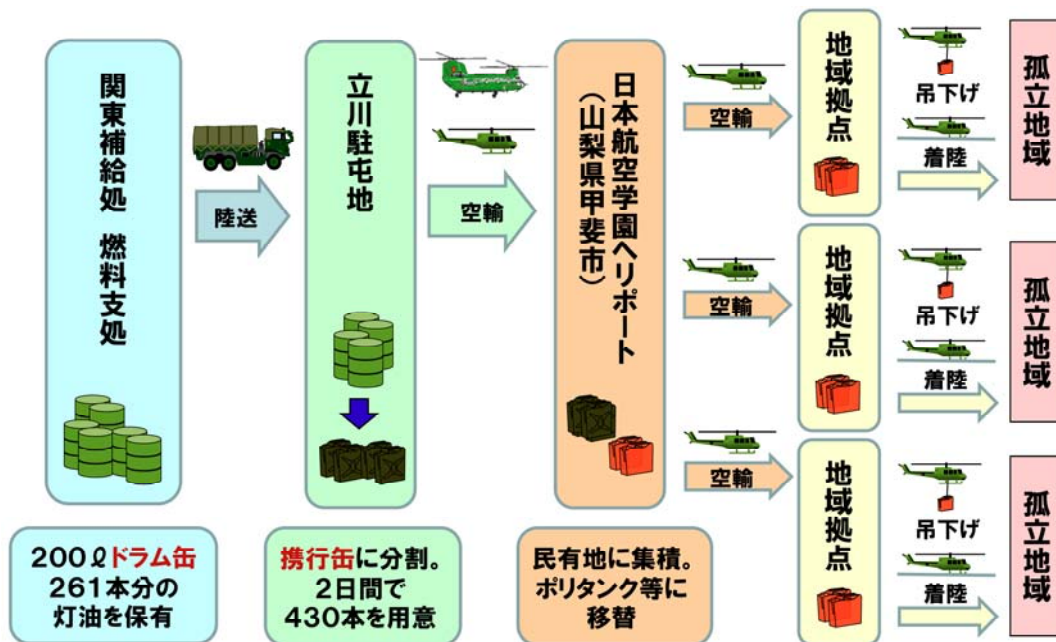 関東補給処 燃料支処
陸送
立川駐屯地
空輸
日本航空学園ヘリポート
（山梨県甲斐市）
空輸
地域拠点
吊下げ
着陸
孤立地域
空輸
地域拠点
吊下げ
着陸
孤立地域
空輸
地域拠点
吊下げ
着陸
孤立地域
200ℓドラム缶
261本分の
灯油を保有
携行缶に分割。
2日間で
430本を用意
民有地に集積。
ポリタンク等に
移替